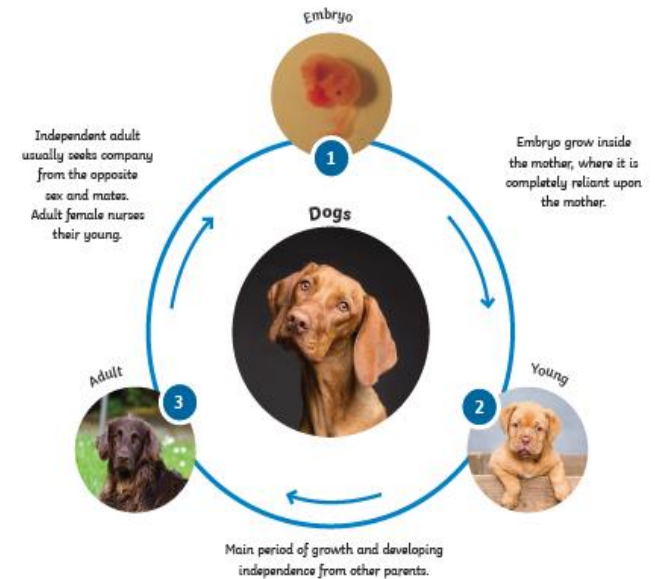 Embryo
1
Embryo grow inside
the mother, where it is
completely reliant upon
the mother.
Young
2
Main period of growth and developing
independence from other parents.
Adult
3
Independent adult
usually seeks company
from the opposite
sex and mates.
Adult female nurses
their young.
Dogs